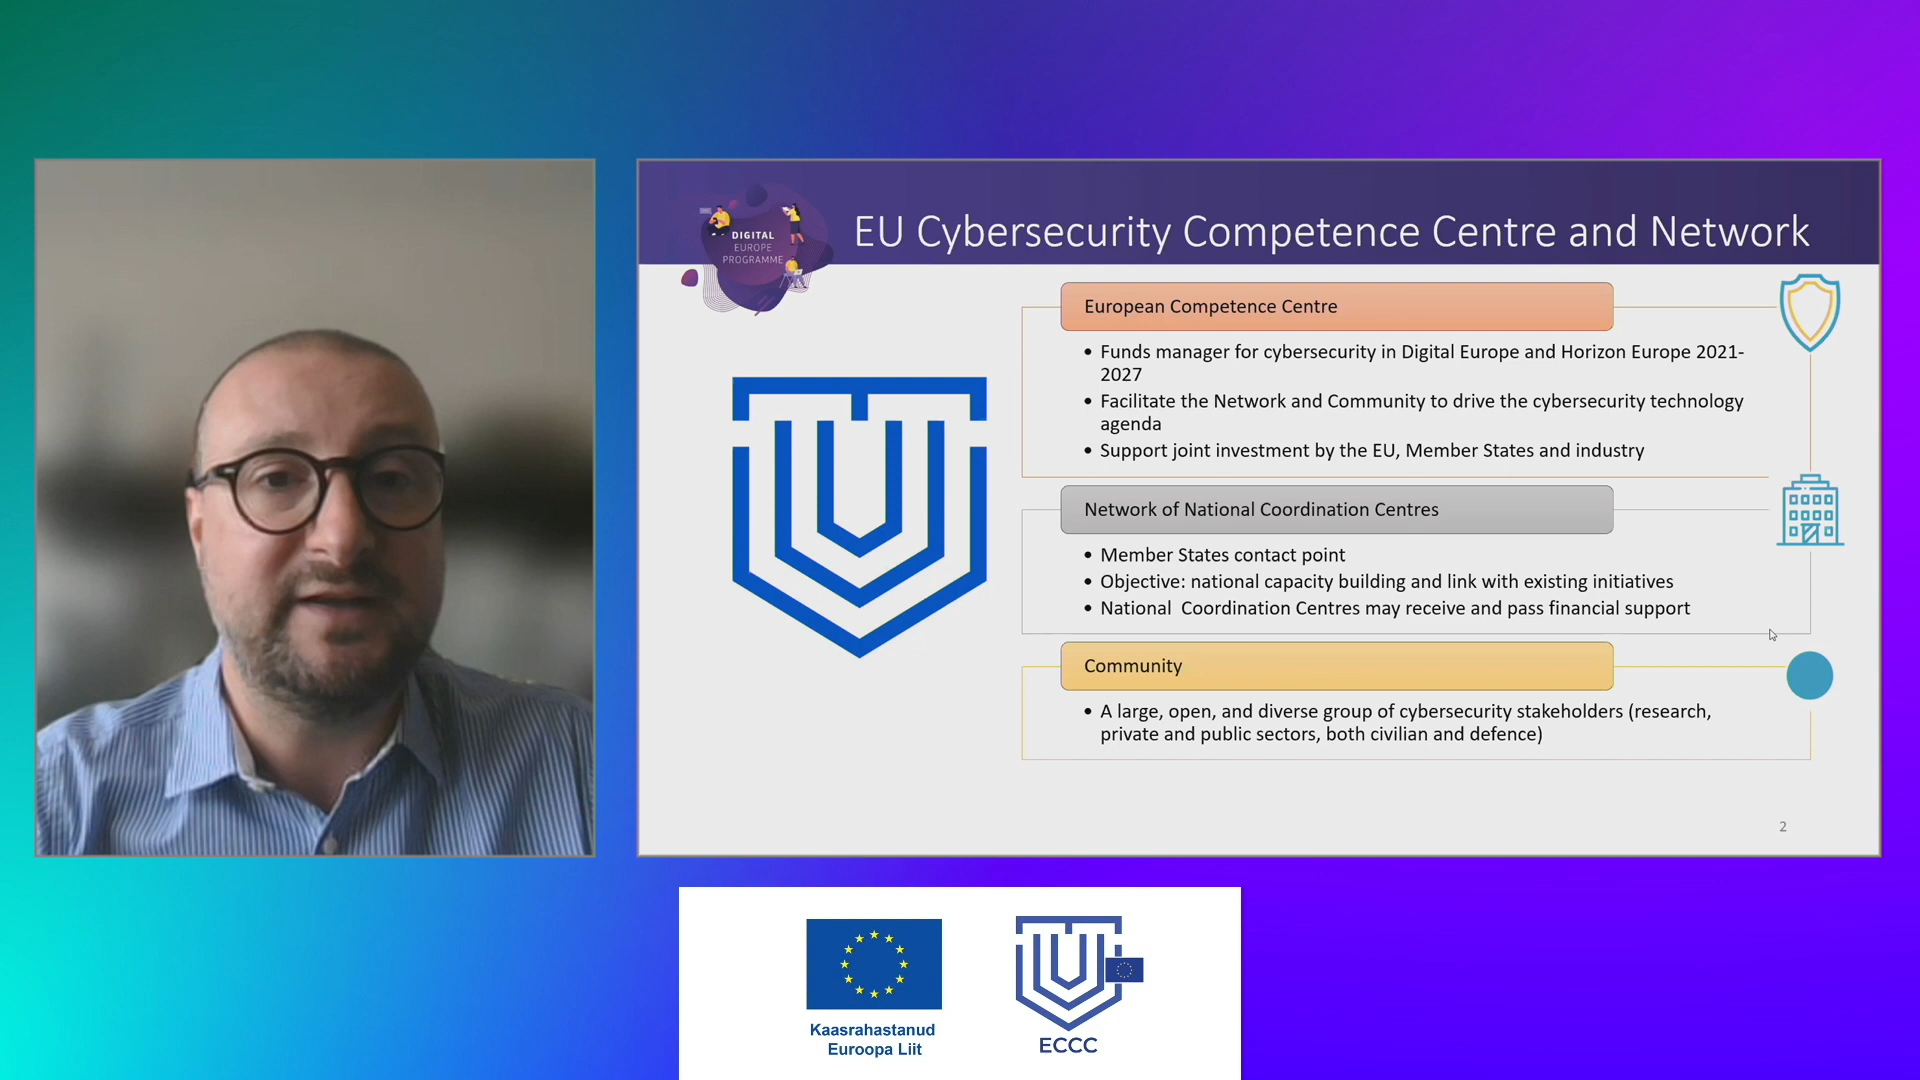 DIGITAL
EUROPE
PROGRAMME
EU Cybersecurity Competence Centre and Network
European Competence Centre
• Funds manager for cybersecurity in Digital Europe and Horizon Europe 2021-
2027
• Facilitate the Network and Community to drive the cybersecurity technology
agenda
• Support joint investment by the EU, Member States and industry
Network of National Coordination Centres
• Member States contact point
• Objective: national capacity building and link with existing initiatives
• National  Coordination Centres may receive and pass financial support
Community
• A large, open, and diverse group of cybersecurity stakeholders (research,
private and public sectors, both civilian and defence)
2
Kaasrahastanud
Euroopa Liit
ECCC